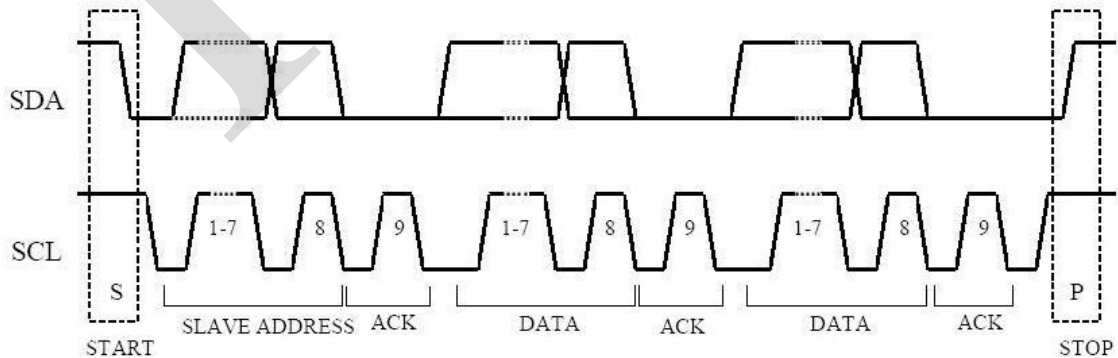 SDA
SCL
1-7 8 9 1-7 8 9 1-7 8 9
S P
SLAVE ADDRESS ACK DATA ACK DATA ACK
START STOP